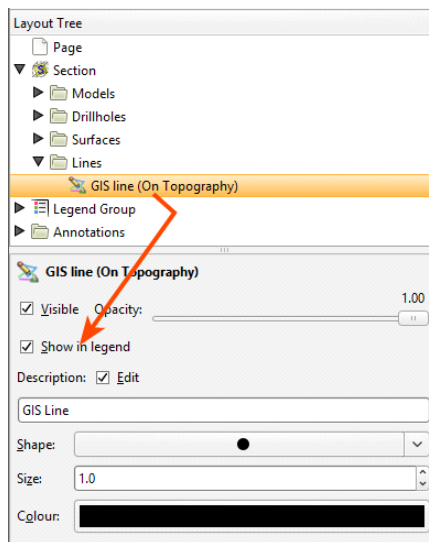 Layout Tree
Page
Section
Models
Drillholes
Surfaces
Lines
GIS line (On Topography)
Legend Group
Annotations
GIS line (On Topography)
Visible Opacity: 1.00
Show in legend
Description: Edit
GIS Line
Shape:
Size: 1.0
Colour: